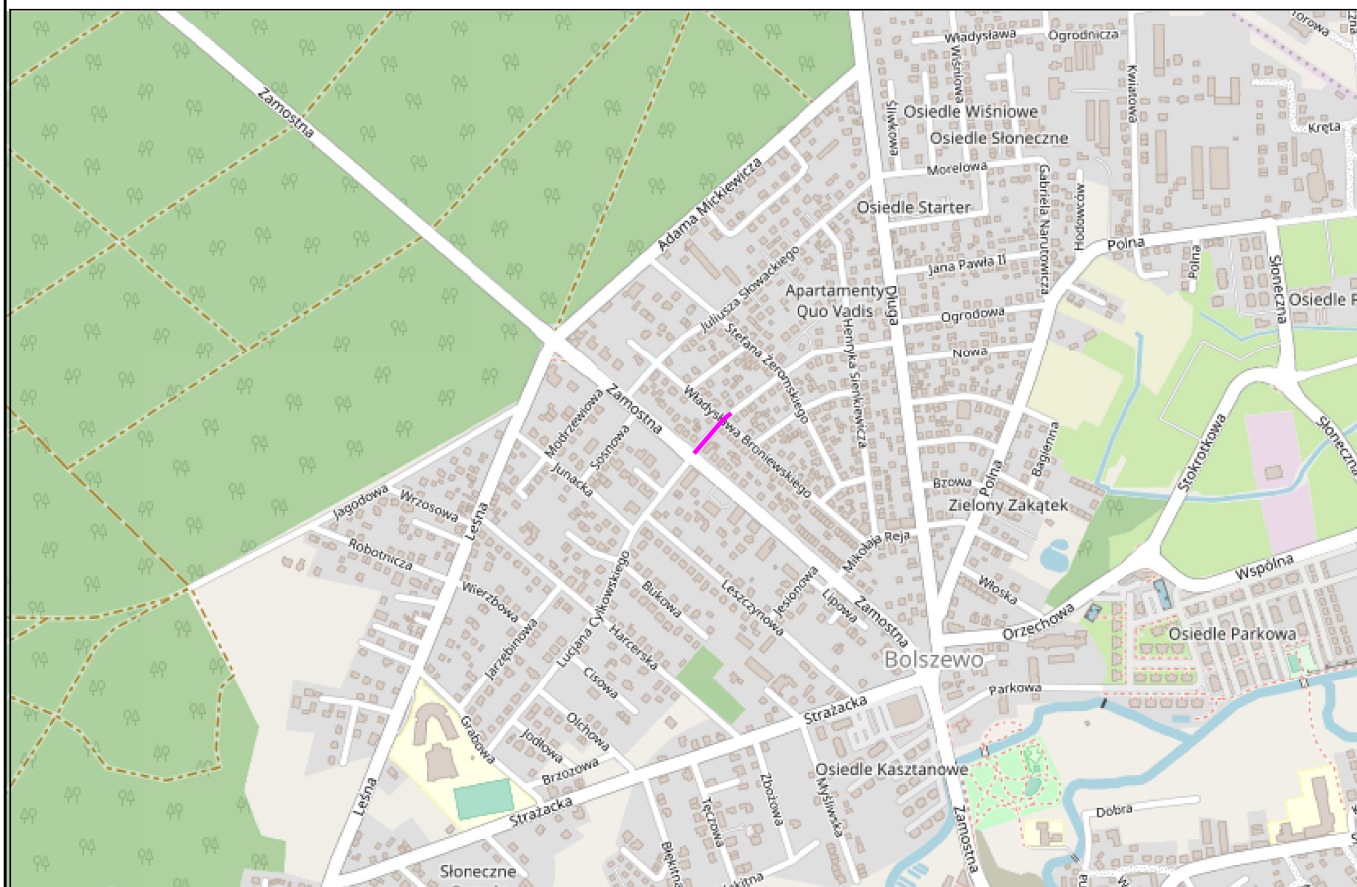 Władysława
Ogrodnicza
Torowa
Wiśniowa
Kwiatowa
Zamostna
Śliwkowa
Osiedle Wiśniowe
Osiedle Słoneczne
Kręta
Adama Mickiewicza
Morelowa
Gabriela Narutowicza
Hodowców
Osiedle Starter
Polna
Polna
Juliusza Słowackiego
Jana Pawła II
Słoneczna
Apartamenty
Quo Vadis
Długa
Osiedle P
Ogrodowa
Henryka Sienkiewicza
Stefana Żeromskiego
Nowa
Zamostna
Władysława Broniewskiego
Modrzewiowa
Sosnowa
Słoneczna
Stokrotkowa
Bagienna
Junacka
Polna
Bzowa
Jagodowa
Wrzosowa
Leśna
Zielony Zakątek
Robotnicza
Mikołaja Reja
Wspólna
Wierzbowa
Lucjana Cylkowskiego
Bukowa
Leszczynowa
Jesionowa
Lipowa
Zamostna
Włoska
Orzechowa
Osiedle Parkowa
Jarzębinowa
Harcerska
Bolszewo
Cisowa
Parkowa
Strażacka
Grabowa
Olchowa
Jodłowa
Brzozowa
Osiedle Kasztanowe
Leśna
Strażacka
Zbożowa
Myśliwska
Tęczowa
Zamostna
Dobra
Błękitna
Słoneczne